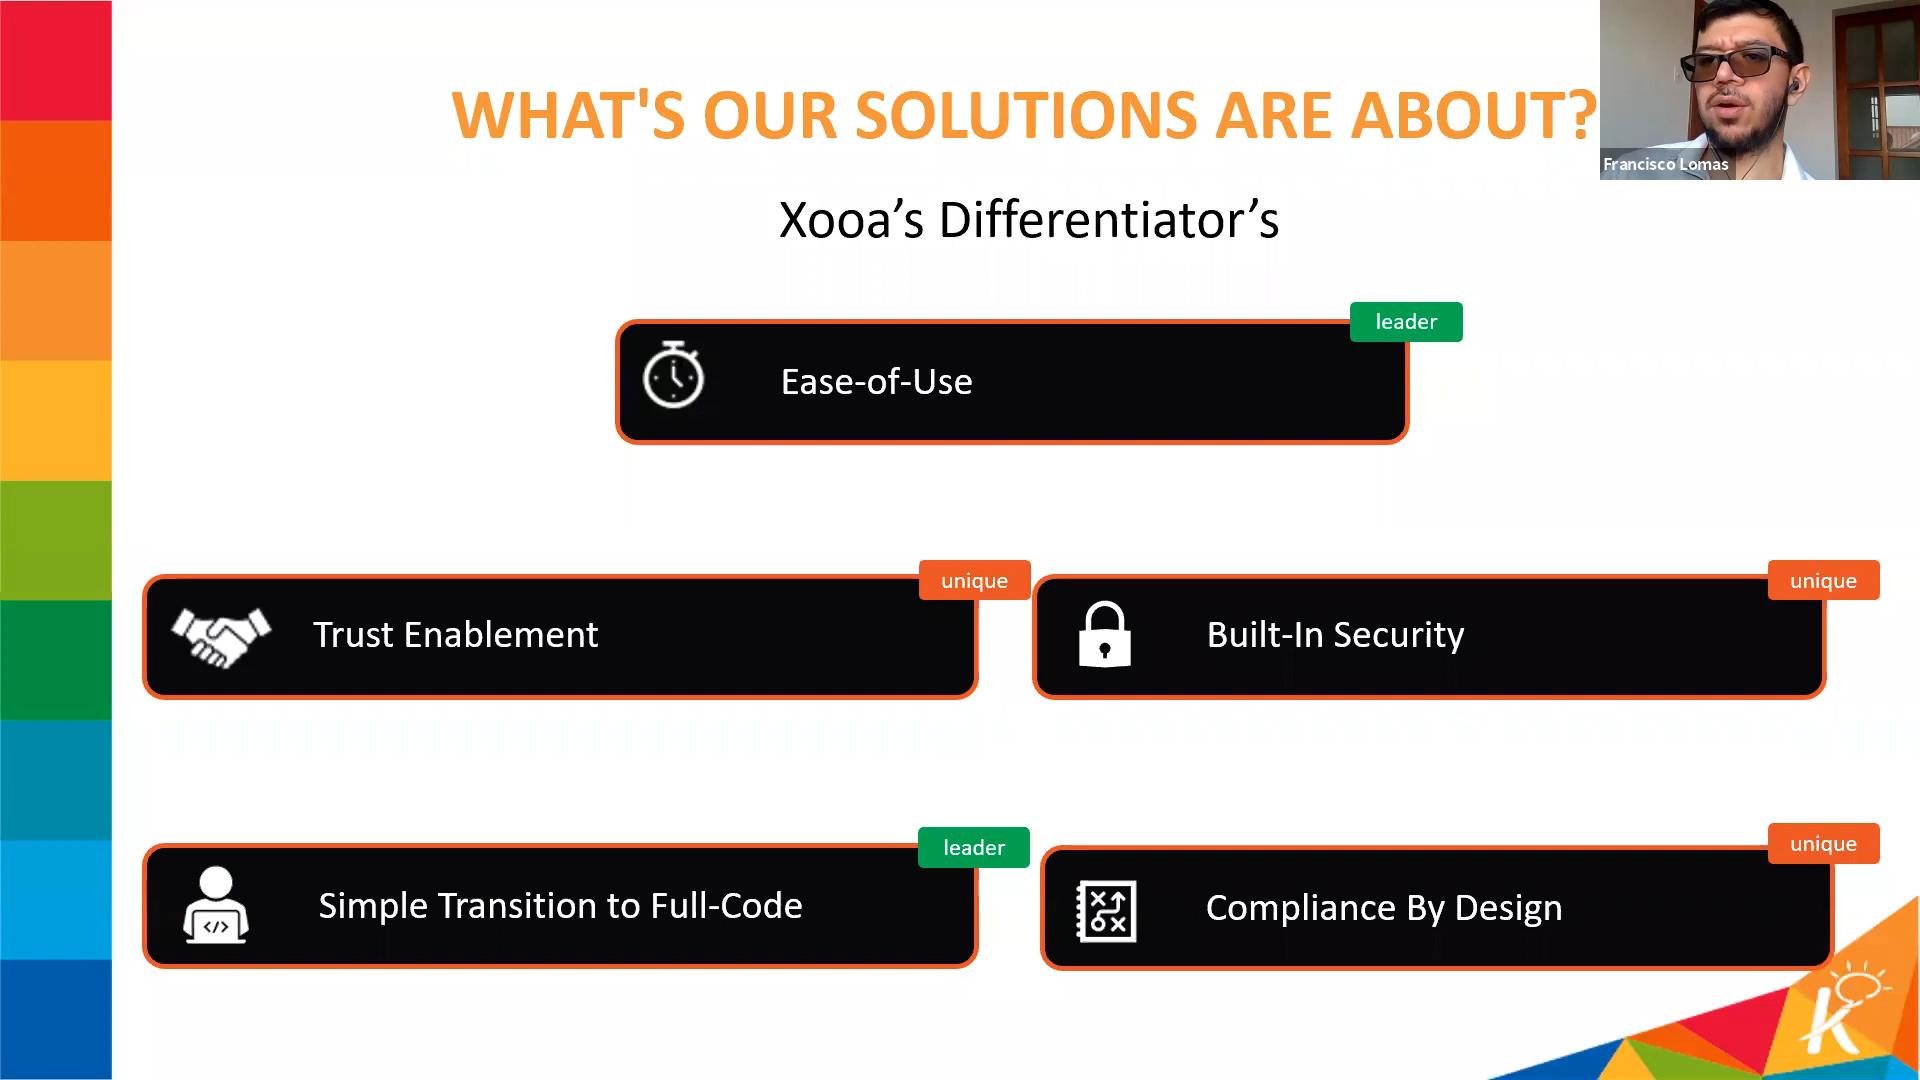 WHAT'S OUR SOLUTIONS ARE ABOUT?
Francisco Lomas
Xooa’s Differentiator’s
leader
Ease-of-Use
unique
Trust Enablement
unique
Built-In Security
leader
Simple Transition to Full-Code
unique
Compliance By Design
K